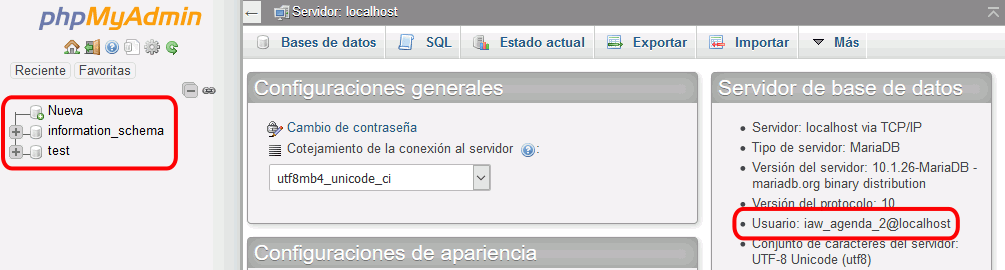 phpMyAdmin
Reciente Favoritas
Nueva
information_schema
test
Servidor: localhost
Bases de datos SQL Estado actual Exportar Importar Más
Configuraciones generales
Cambio de contraseña
Cotejamiento de la conexión al servidor :
utf8mb4_unicode_ci
Configuraciones de apariencia
Servidor de base de datos
Servidor: localhost via TCP/IP
Tipo de servidor: MariaDB
Versión del servidor: 10.1.26-MariaDB -
mariadb.org binary distribution
Versión del protocolo: 10
Usuario: iaw_agenda_2@localhost
Conjunto de caracteres del servidor:
UTF-8 Unicode (utf8)